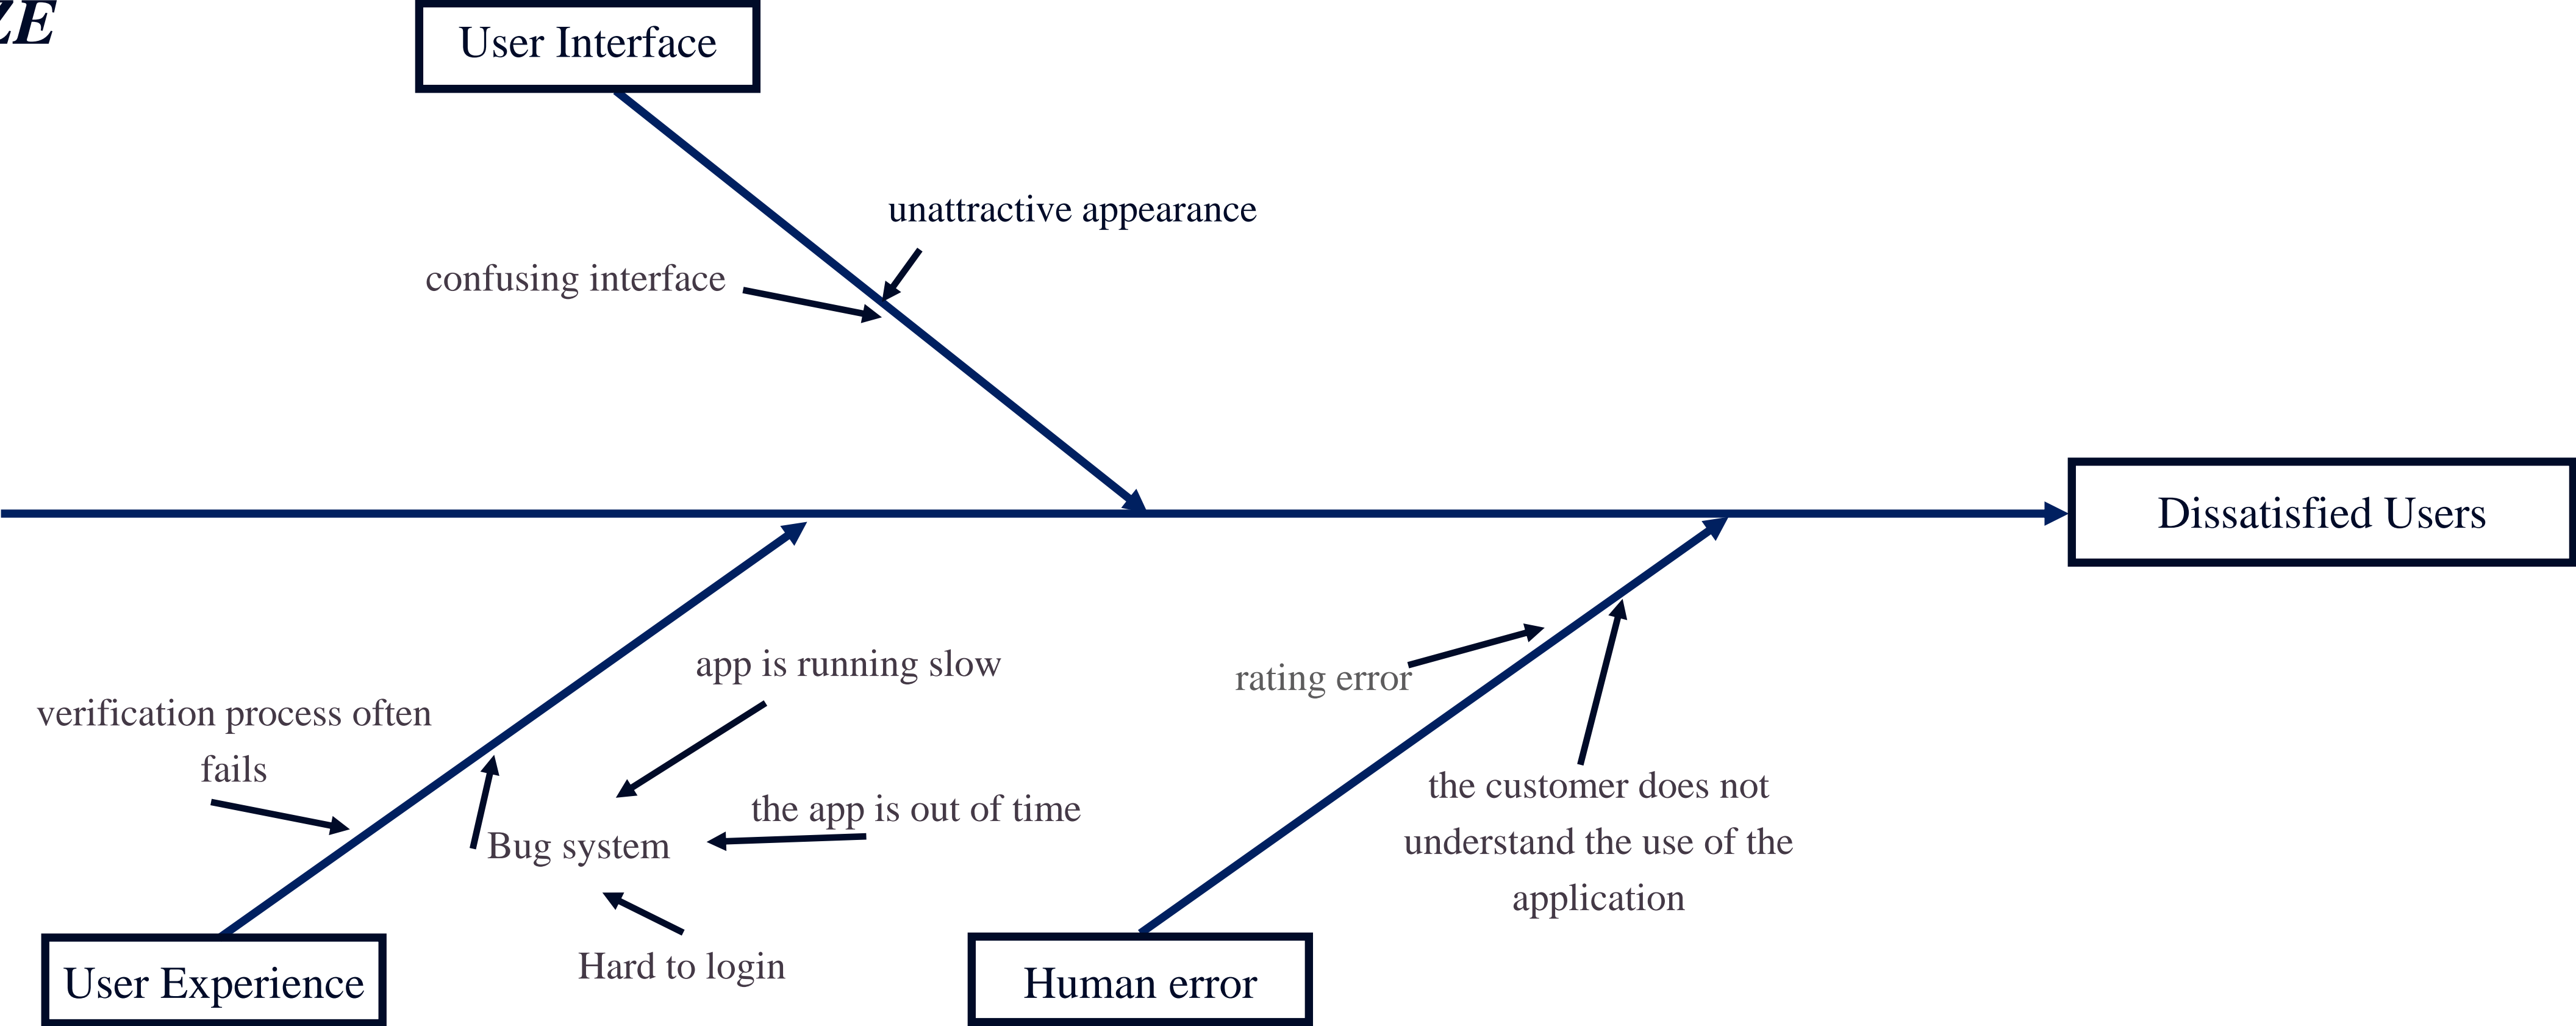 ZE
User Interface
unattractive appearance
confusing interface
Dissatisfied Users
app is running slow
rating error
verification process often
fails
the customer does not
understand the use of the
application
the app is out of time
Bug system
Hard to login
User Experience
Human error